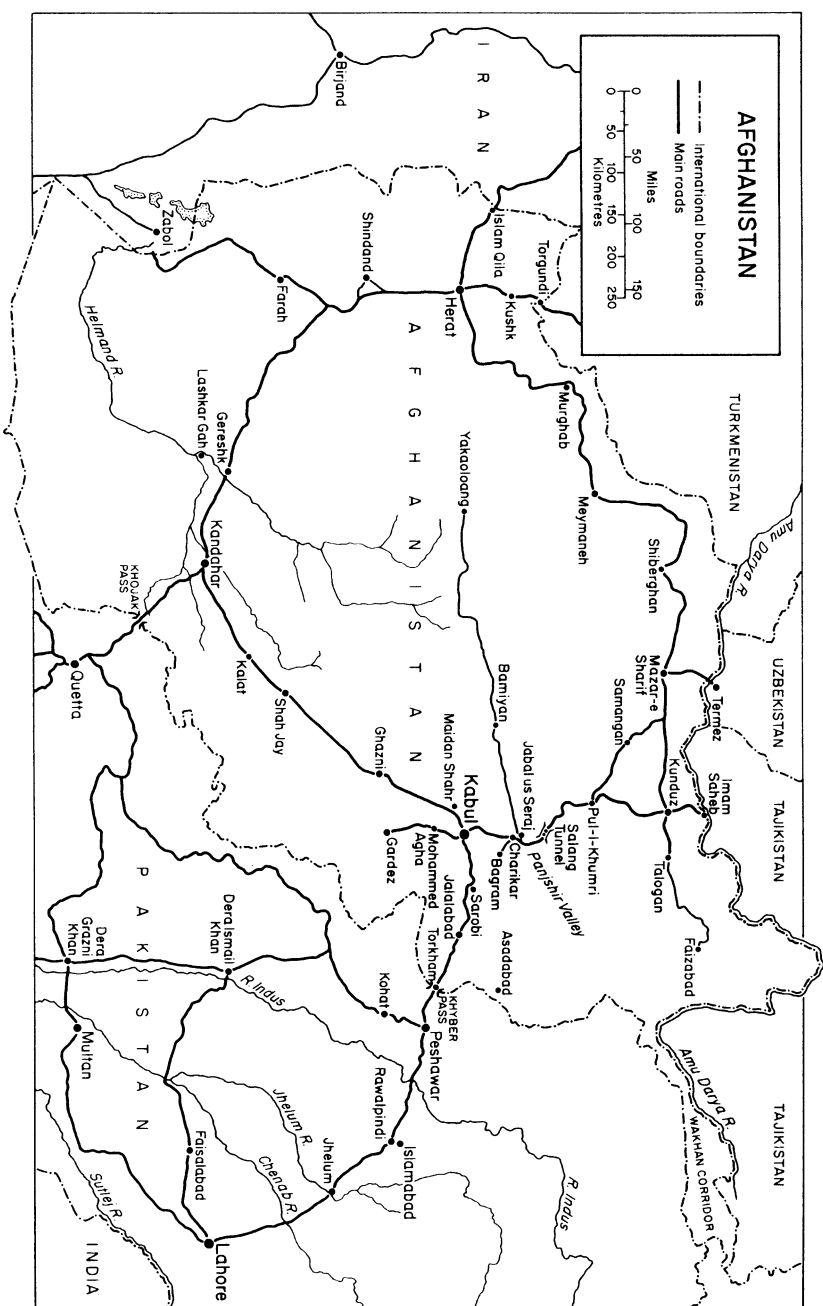 AFGHANISTAN
International boundaries
Main roads
Miles
0 50 100 150
0 50 100 150 200 250
Kilometres
TURKMENISTAN
UZBEKISTAN
TAJIKISTAN
TAJIKISTAN
Amu Darya R.
Termez
Imam
Saheb
Amu Darya R.
WAKHAN CORRIDOR
Shiberghan
Mazar-e
Sharif
Samangan
Kunduz
Talogan
Faizabad
IRAN
Islam Qila
Torgundi
Kushk
Murghab
Meymaneh
Pul-i-Khumri
Salang
Tunnel
Panjshir Valley
Jabal us Seraj
Charikar
Bagram
Asadabad
R Indus
Herat
Yakaoloang
Bamiyan
Kabul
Maidan Shahr
Sarobi
Jalalabad
Torkham
KHYBER
PASS
Peshawar
Mohammed
Agha
Gardez
Kohat
Rawalpindi
Islamabad
AFGHANISTAN
Birjand
Shindand
Ghazni
Jhelum
Jhelum R.
Farah
Shah Jay
Kalat
Dera Ismail
Khan
R Indus
Chenab R.
Zabol
Gereshk
Lashkar Gah
Kandahar
Faisalabad
Lahore
Helmand R.
KHOJAK
PASS
Quetta
PAKISTAN
Dera
Grazni
Khan
Multan
Sutlej R.
INDIA